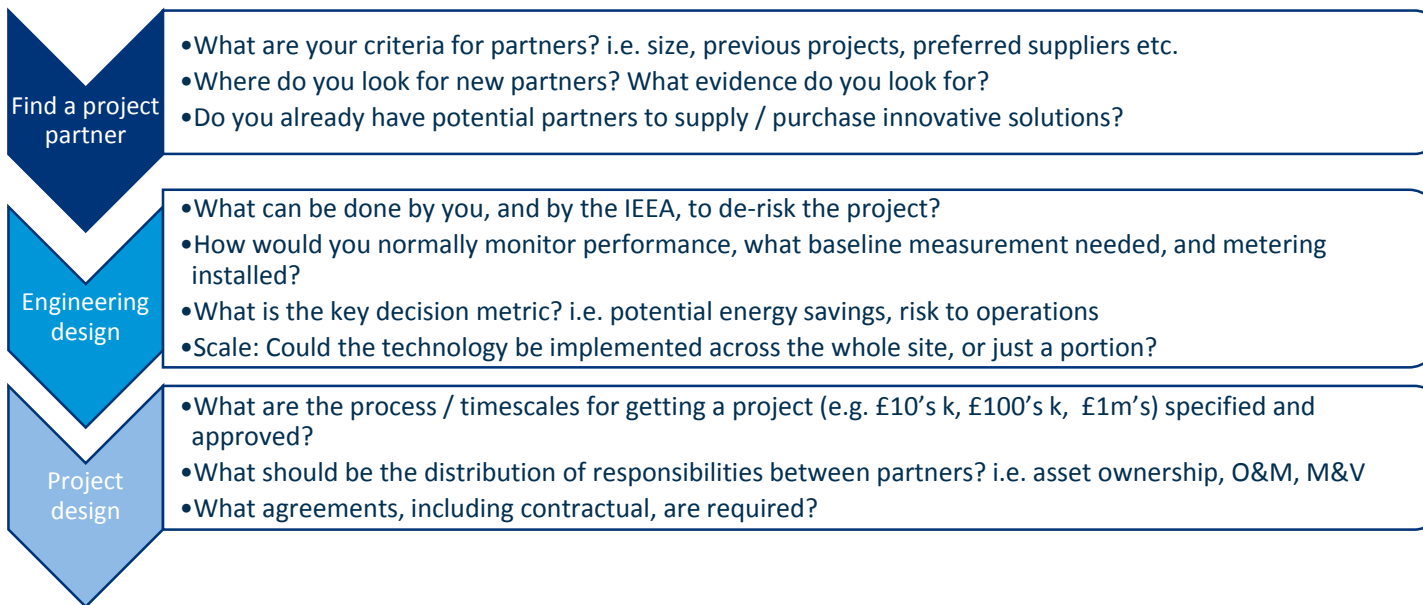 Find a project
partner
•What are your criteria for partners? i.e. size, previous projects, preferred suppliers etc.
•Where do you look for new partners? What evidence do you look for?
•Do you already have potential partners to supply / purchase innovative solutions?
Engineering
design
•What can be done by you, and by the IEEA, to de-risk the project?
•How would you normally monitor performance, what baseline measurement needed, and metering
installed?
•What is the key decision metric? i.e. potential energy savings, risk to operations
•Scale: Could the technology be implemented across the whole site, or just a portion?
Project
design
•What are the process / timescales for getting a project (e.g. £10’s k, £100’s k, £1m’s) specified and
approved?
•What should be the distribution of responsibilities between partners? i.e. asset ownership, O&M, M&V
•What agreements, including contractual, are required?